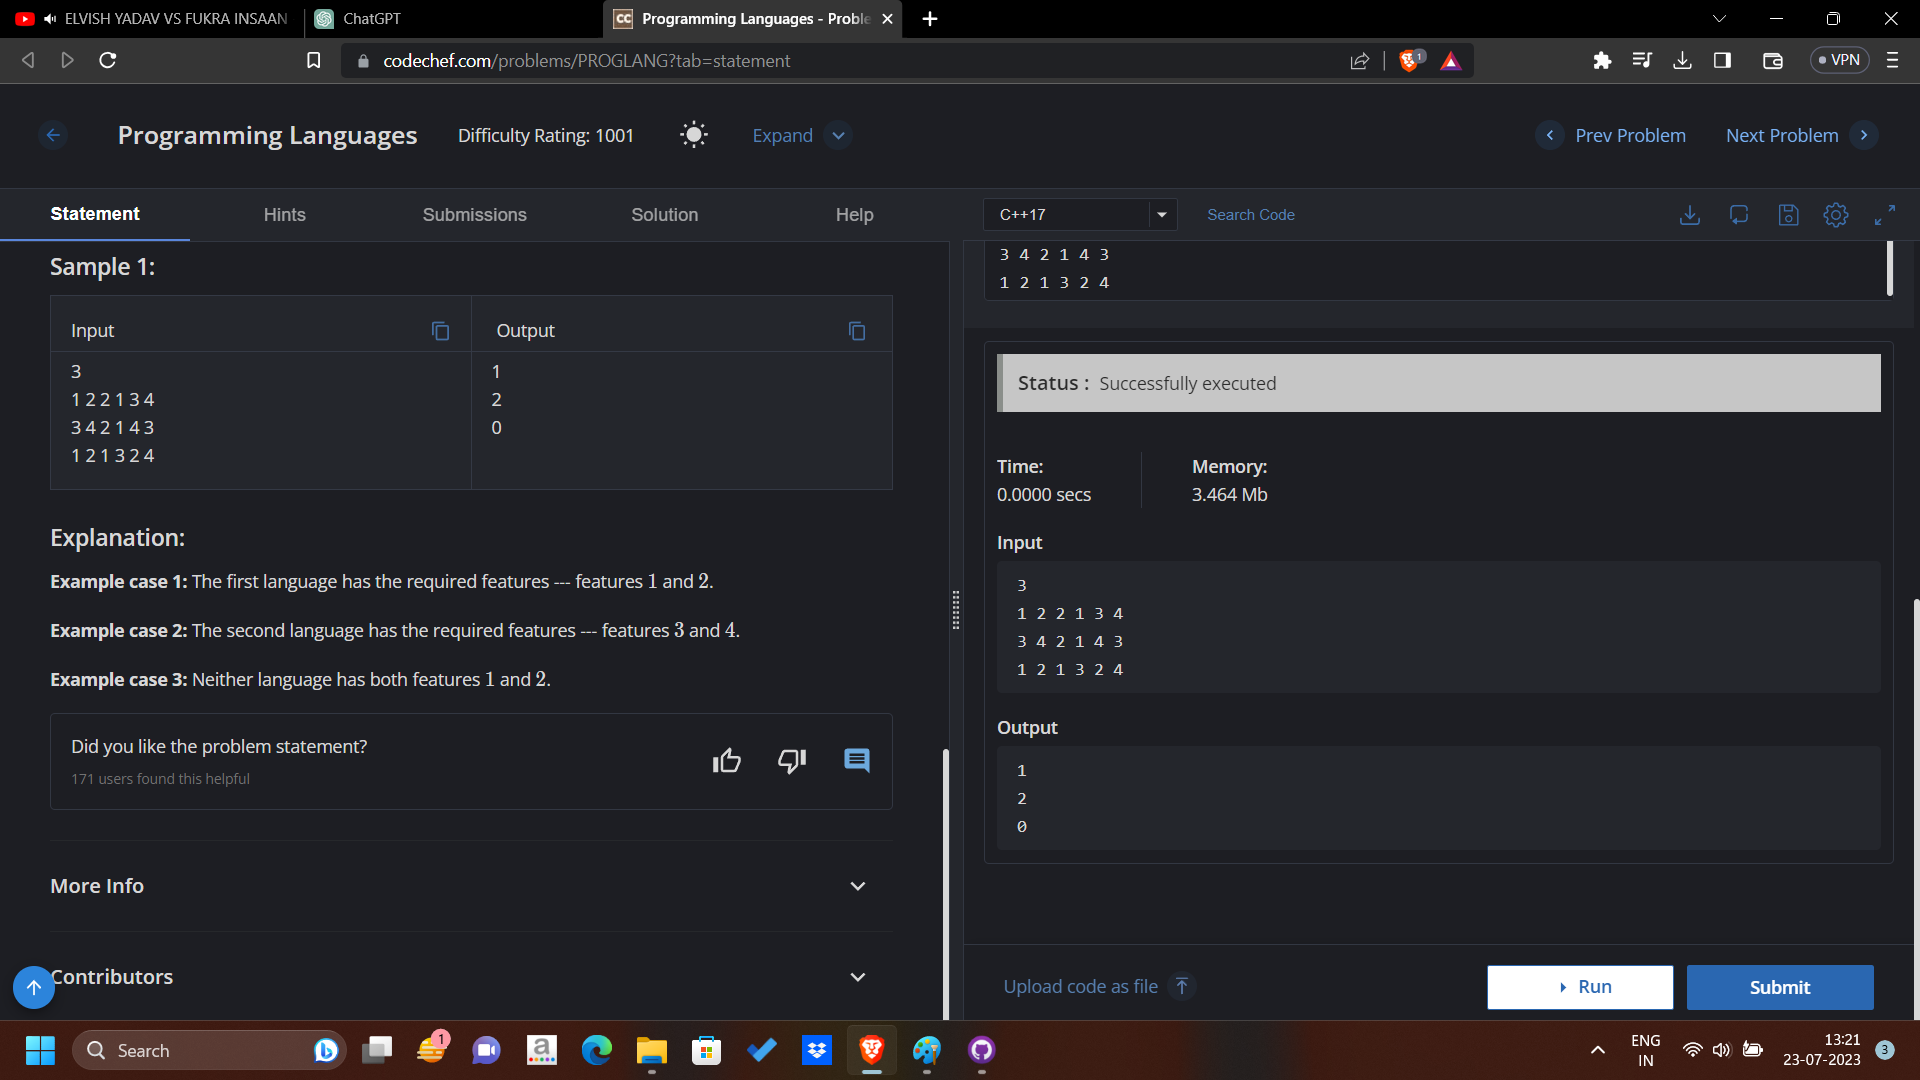 ELVISH YADAV VS FUKRA INSAAN
ChatGPT
CC Programming Languages - Proble
codechef.com/problems/PROGLANG?tab=statement
1
VPN
Programming Languages
Difficulty Rating: 1001
Expand
Prev Problem
Next Problem
Statement
Hints
Submissions
Solution
Help
C++17
Search Code
Sample 1:
Input
Output
3
1 2 2 1 3 4
3 4 2 1 4 3
1 2 1 3 2 4
1
2
0
Explanation:
Example case 1: The first language has the required features --- features 1 and 2.
Example case 2: The second language has the required features --- features 3 and 4.
Example case 3: Neither language has both features 1 and 2.
Did you like the problem statement?
171 users found this helpful
More Info
Contributors
3 4 2 1 4 3
1 2 1 3 2 4
Status : Successfully executed
Time:
0.0000 secs
Memory:
3.464 Mb
Input
3
1 2 2 1 3 4
3 4 2 1 4 3
1 2 1 3 2 4
Output
1
2
0
Upload code as file
Run
Submit
Search
1
a
ENG
IN
13:21
23-07-2023
3